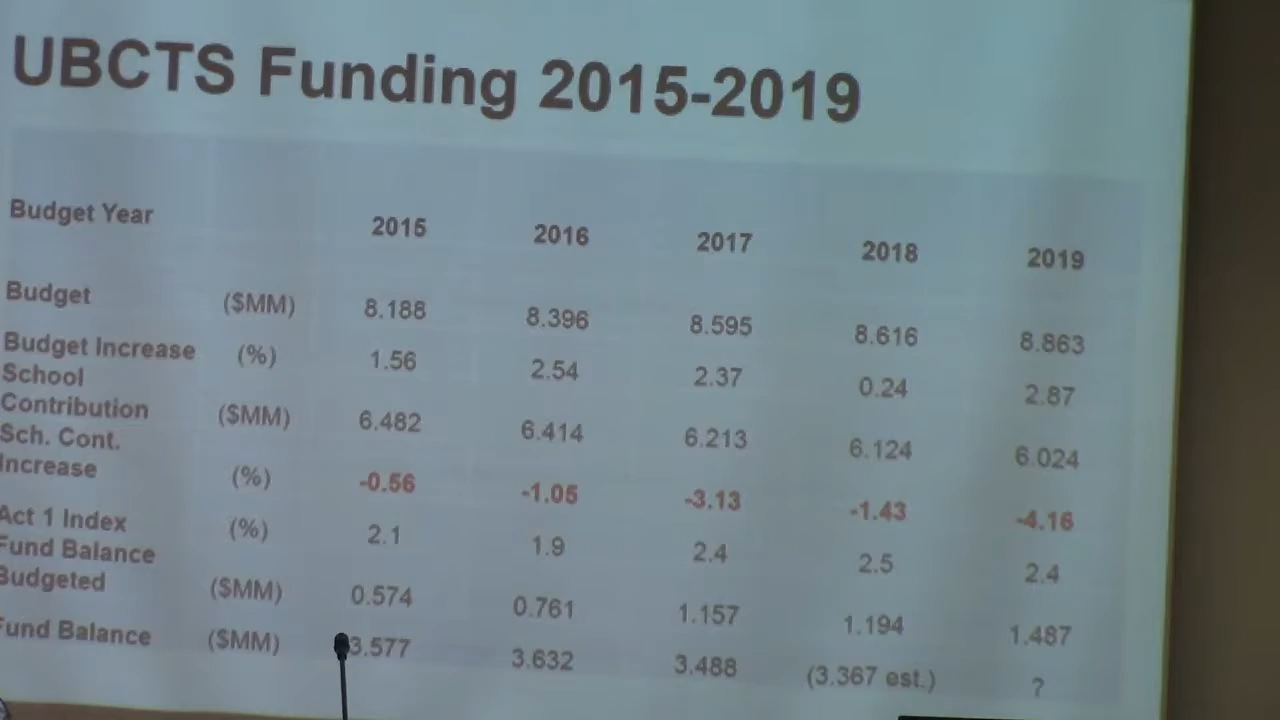 UBCTS Funding 2015-2019
Budget Year 2015 2016 2017 2018 2019
Budget ($MM) 8.188 8.396 8.595 8.616 8.863
Budget Increase (%) 1.56 2.54 2.37 0.24 2.87
School
Contribution ($MM) 6.482 6.414 6.213 6.124 6.024
Sch. Cont.
Increase (%) -0.56 -1.05 -3.13 -1.43 -4.16
Act 1 Index (%) 2.1 1.9 2.4 2.5 2.4
Fund Balance
Budgeted ($MM) 0.574 0.761 1.157 1.194 1.487
Fund Balance ($MM) 3.577 3.632 3.488 (3.367 est.) ?